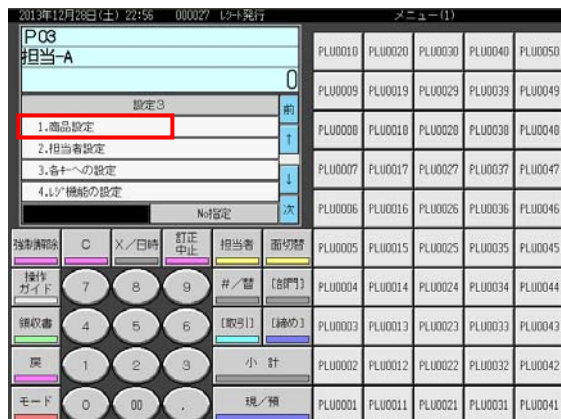 2013年12月28日(土) 22:56 000027 レシート発行 メニュー(1)
P03
担当-A
0
設定3
前
1.商品設定
↑
2.担当者設定
3.各キーへの設定
↓
4.レジ機能の設定
No指定
次
強制解除 C X/日時 訂正中止 担当者 面切替
操作ガイド 7 8 9 #/替 [部門]
領収書 4 5 6 [取引] [締め]
戻 1 2 3 小計
モード 0 00 . 現/預
PLU0010 PLU0020 PLU0030 PLU0040 PLU0050
PLU0009 PLU0019 PLU0029 PLU0039 PLU0049
PLU0008 PLU0018 PLU0028 PLU0038 PLU0048
PLU0007 PLU0017 PLU0027 PLU0037 PLU0047
PLU0006 PLU0016 PLU0026 PLU0036 PLU0046
PLU0005 PLU0015 PLU0025 PLU0035 PLU0045
PLU0004 PLU0014 PLU0024 PLU0034 PLU0044
PLU0003 PLU0013 PLU0023 PLU0033 PLU0043
PLU0002 PLU0012 PLU0022 PLU0032 PLU0042
PLU0001 PLU0011 PLU0021 PLU0031 PLU0041